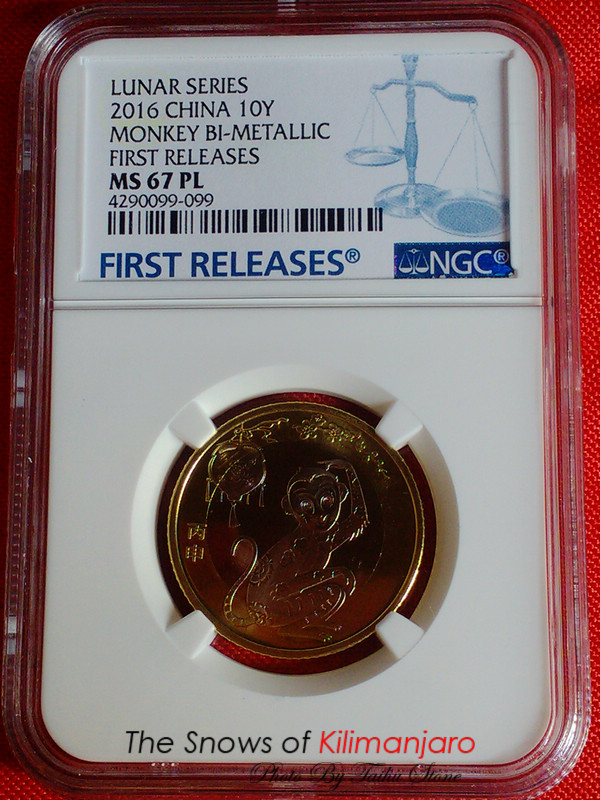 LUNAR SERIES
2016 CHINA 10Y
MONKEY BI-METALLIC
FIRST RELEASES
MS 67 PL
4290099-099
FIRST RELEASES®
NGC®
丙申
The Snows of Kilimanjaro
Photo By Taihu Stone